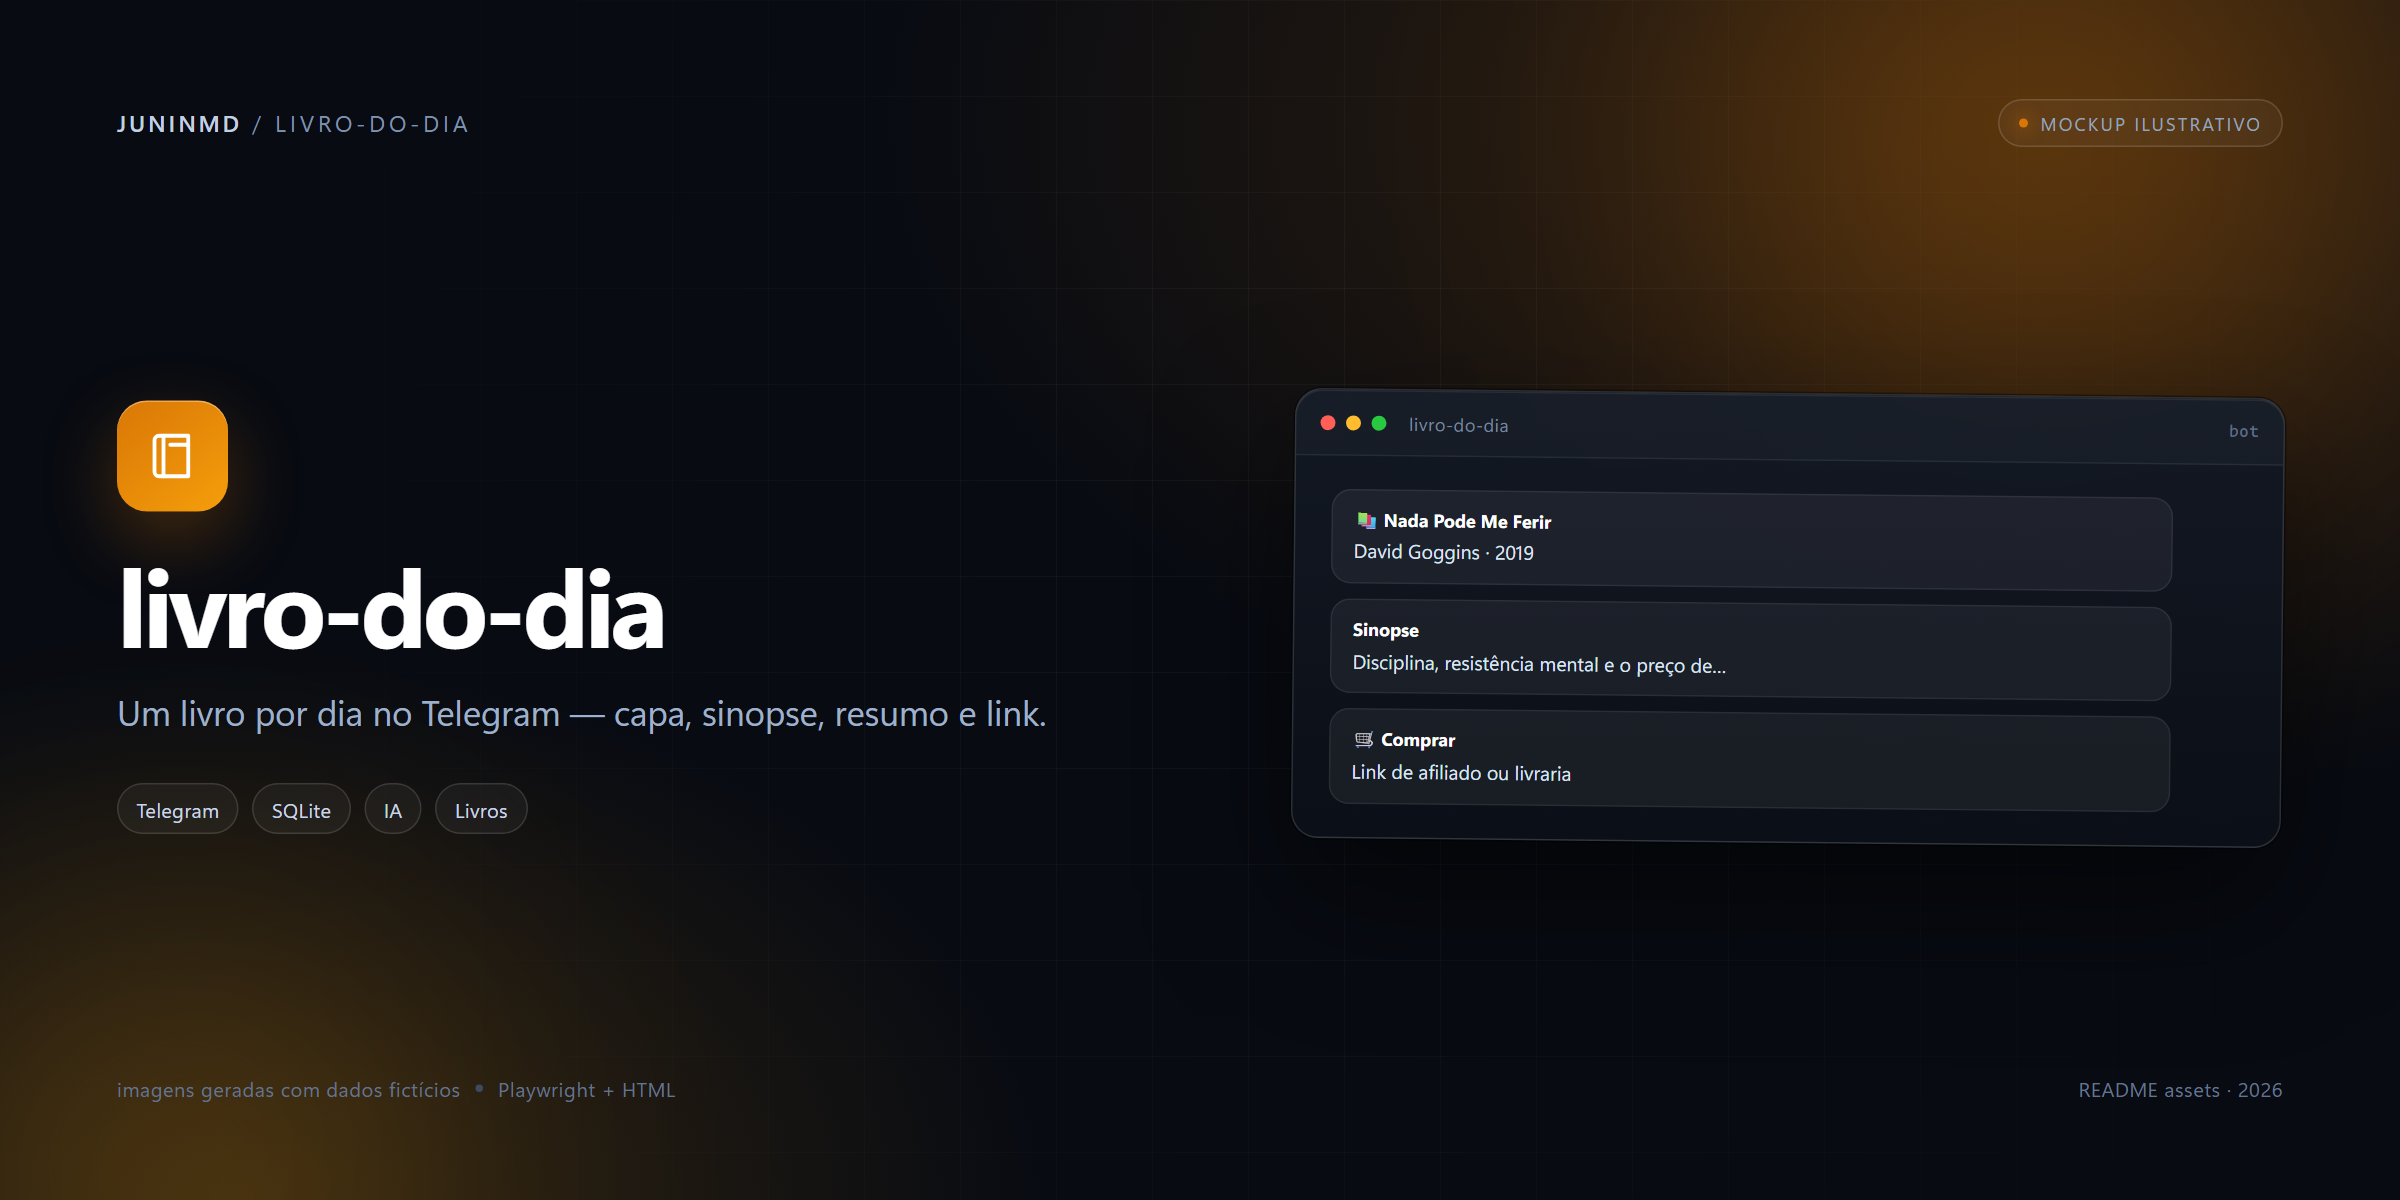 JUNINMD / LIVRO-DO-DIA
MOCKUP ILUSTRATIVO
livro-do-dia
Um livro por dia no Telegram — capa, sinopse, resumo e link.
Telegram
SQLite
IA
Livros
livro-do-dia
bot
📚 Nada Pode Me Ferir
David Goggins · 2019
Sinopse
Disciplina, resistência mental e o preço de...
🛒 Comprar
Link de afiliado ou livraria
imagens geradas com dados fictícios • Playwright + HTML
README assets · 2026